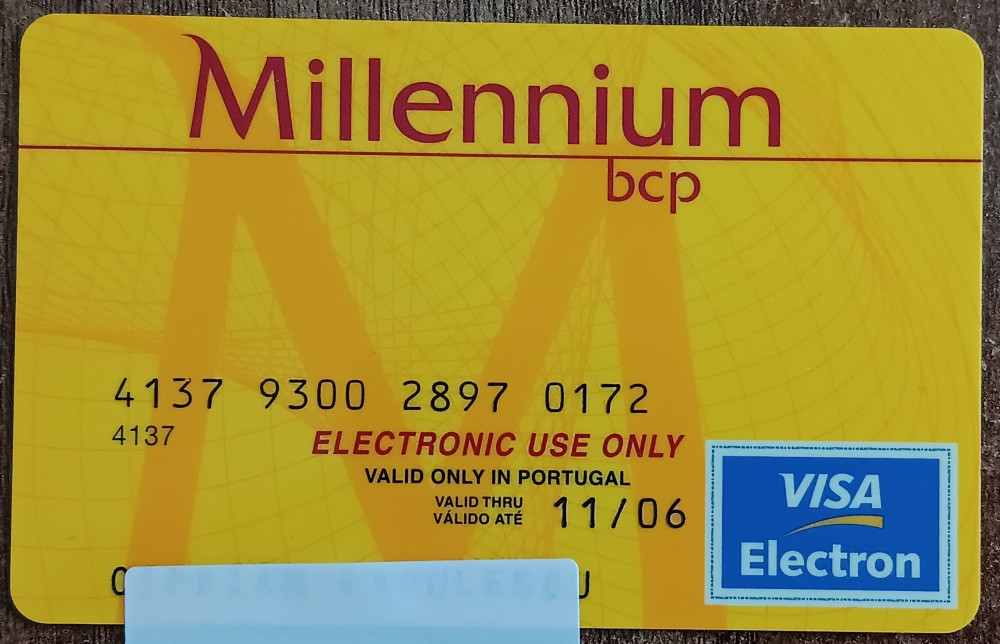 Millennium
bcp
4137 9300 2897 0172
4137
ELECTRONIC USE ONLY
VALID ONLY IN PORTUGAL
VALID THRU
VÁLIDO ATÉ 11/06
VISA
Electron